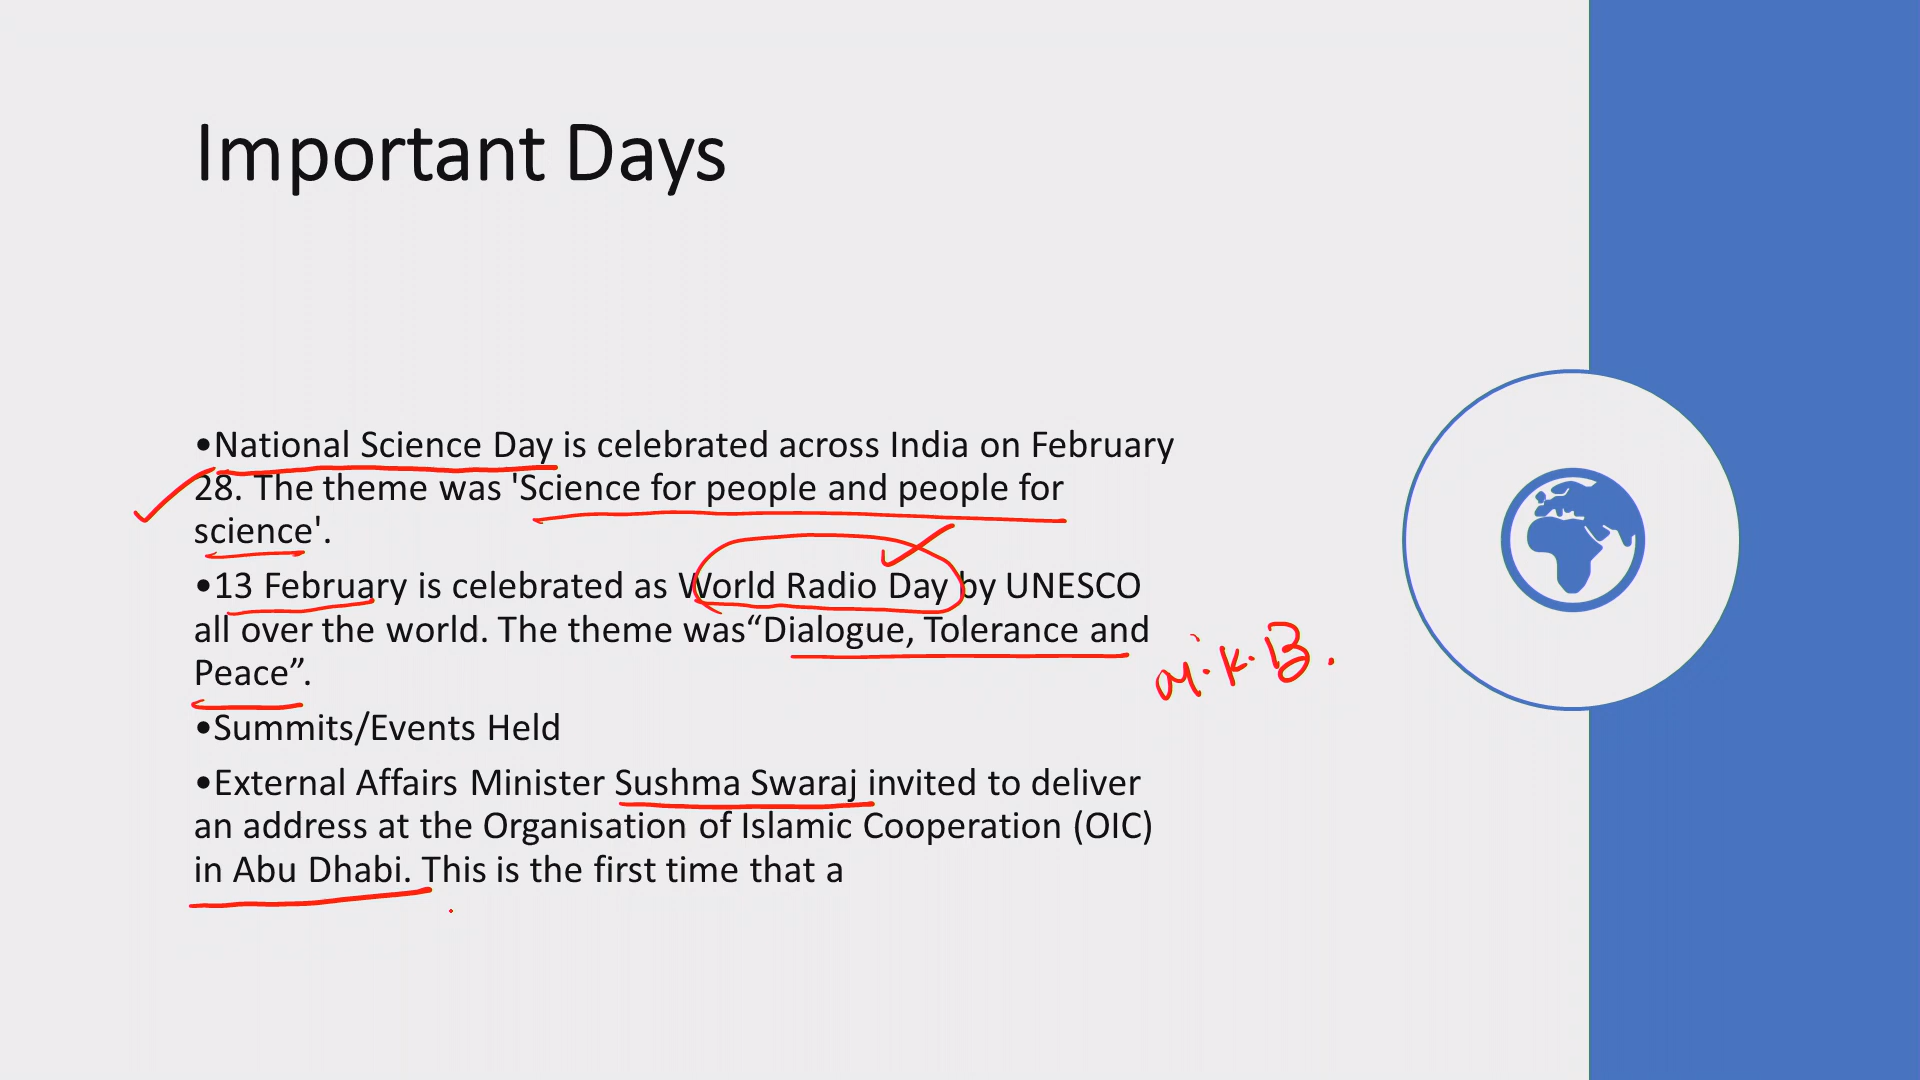 Important Days
•National Science Day is celebrated across India on February
28. The theme was 'Science for people and people for
science'.
•13 February is celebrated as World Radio Day by UNESCO
all over the world. The theme was“Dialogue, Tolerance and
Peace”.
•Summits/Events Held
•External Affairs Minister Sushma Swaraj invited to deliver
an address at the Organisation of Islamic Cooperation (OIC)
in Abu Dhabi. This is the first time that a